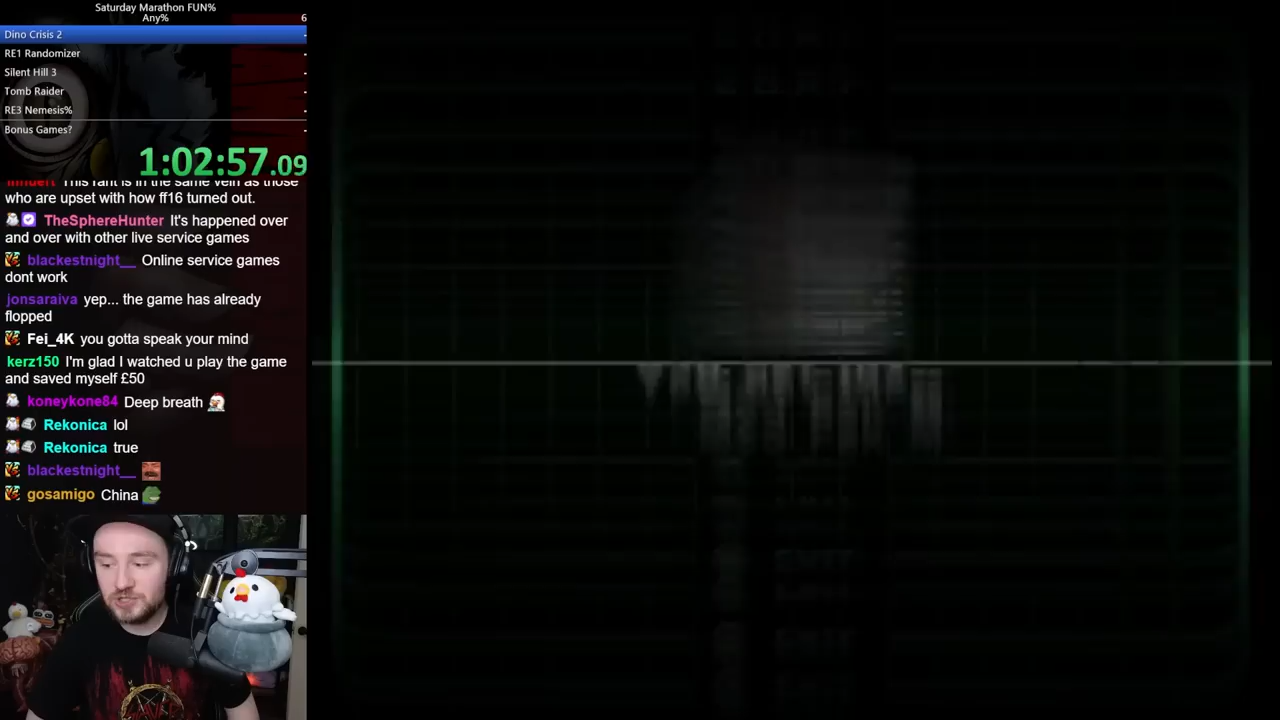 Saturday Marathon FUN%
Any%
6
Dino Crisis 2
-
RE1 Randomizer
-
Silent Hill 3
-
Tomb Raider
-
RE3 Nemesis%
-
Bonus Games?
-
1:02:57.09
This rant is in the same vein as those
who are upset with how ff16 turned out.
TheSphereHunter It's happened over
and over with other live service games
blackestnight__ Online service games
dont work
jonsaraiva yep... the game has already
flopped
Fei_4K you gotta speak your mind
kerz150 I'm glad I watched u play the game
and saved myself £50
koneykone84 Deep breath
Rekonica lol
Rekonica true
blackestnight__
gosamigo China